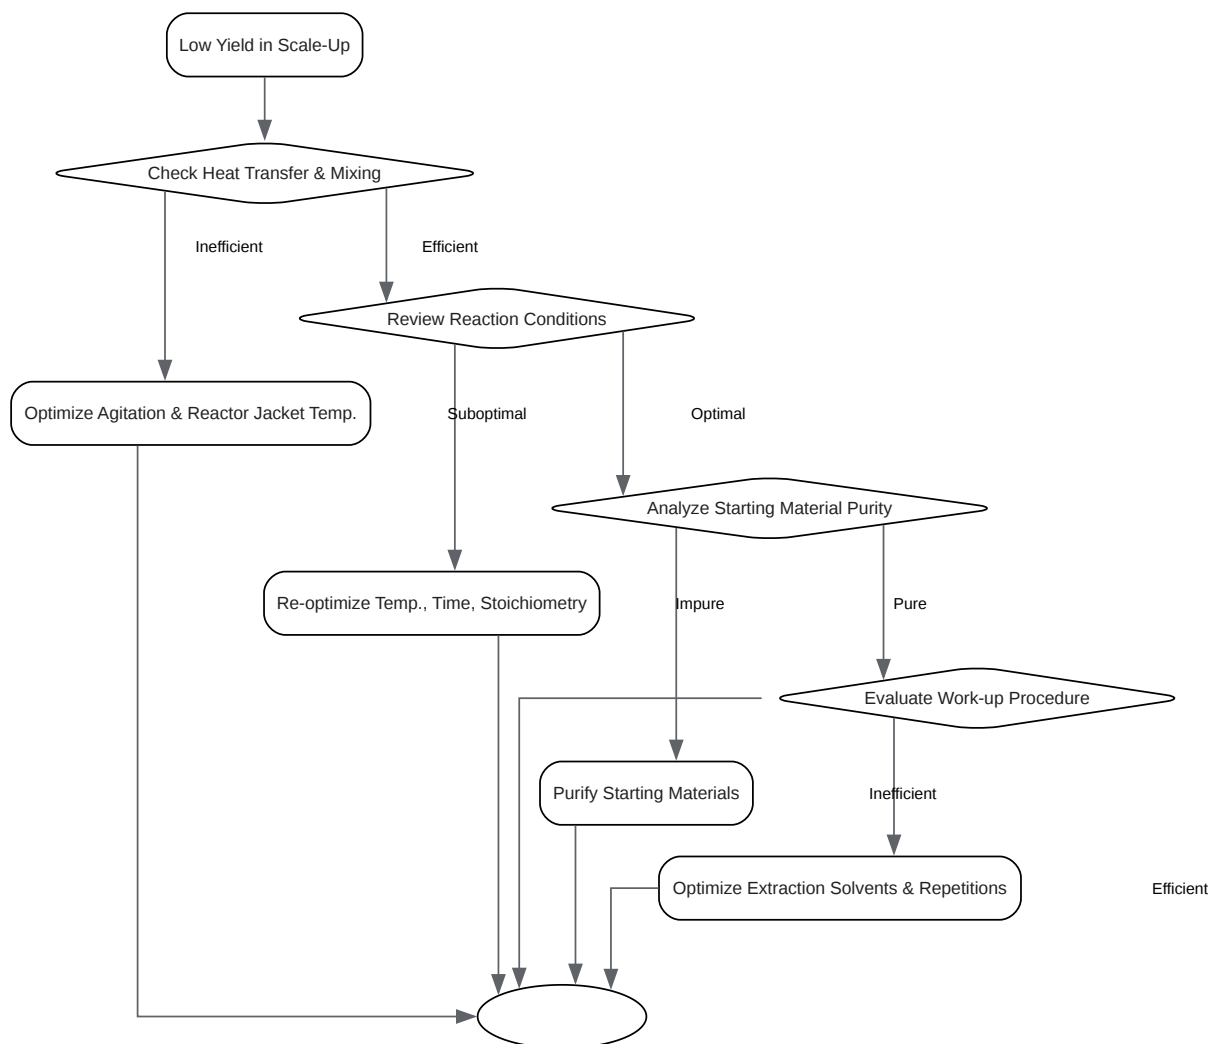 Low Yield in Scale-Up
Check Heat Transfer & Mixing
Inefficient
Efficient
Review Reaction Conditions
Optimize Agitation & Reactor Jacket Temp.
Suboptimal
Optimal
Analyze Starting Material Purity
Re-optimize Temp., Time, Stoichiometry
Impure
Pure
Evaluate Work-up Procedure
Purify Starting Materials
Inefficient
Optimize Extraction Solvents & Repetitions
Efficient